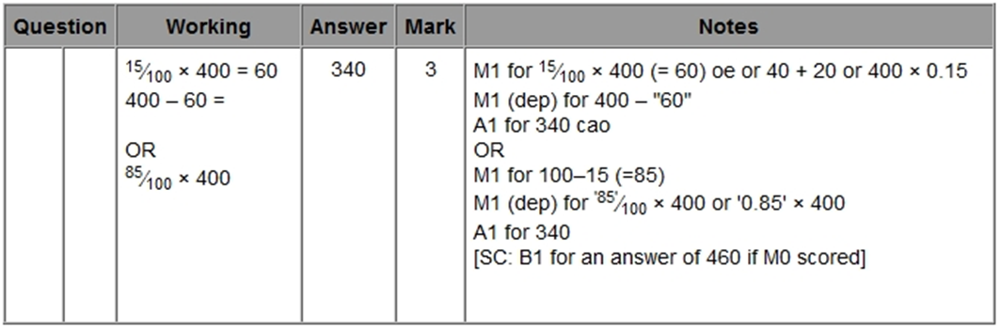 Question Working Answer Mark Notes
15/100 × 400 = 60 340 3 M1 for 15/100 × 400 (= 60) oe or 40 + 20 or 400 × 0.15
400 – 60 = M1 (dep) for 400 – "60"
A1 for 340 cao
OR OR
85/100 × 400 M1 for 100–15 (=85)
M1 (dep) for '85'/100 × 400 or '0.85' × 400
A1 for 340
[SC: B1 for an answer of 460 if M0 scored]